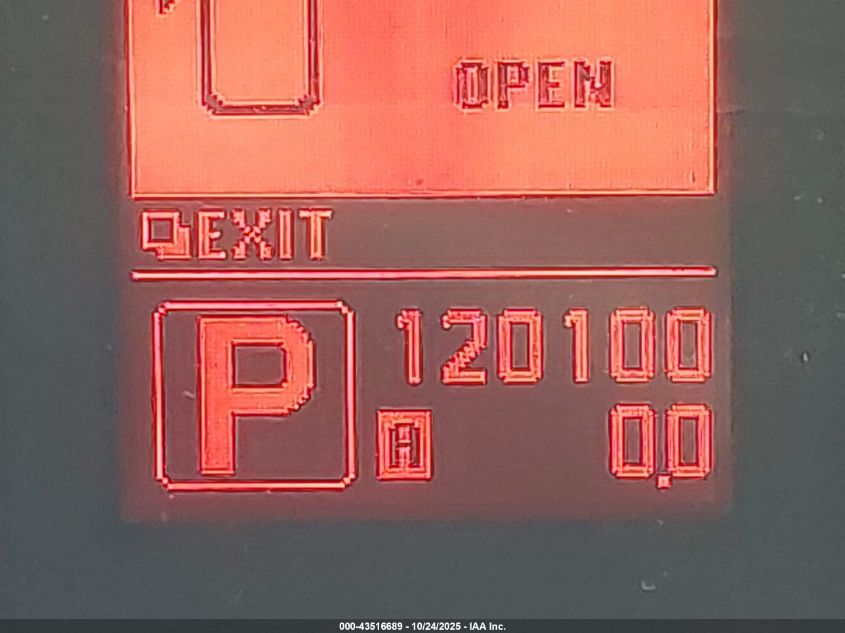 OPEN
EXIT
P
120100
A 0.0
000-43516689 - 10/24/2025 - IAA Inc.